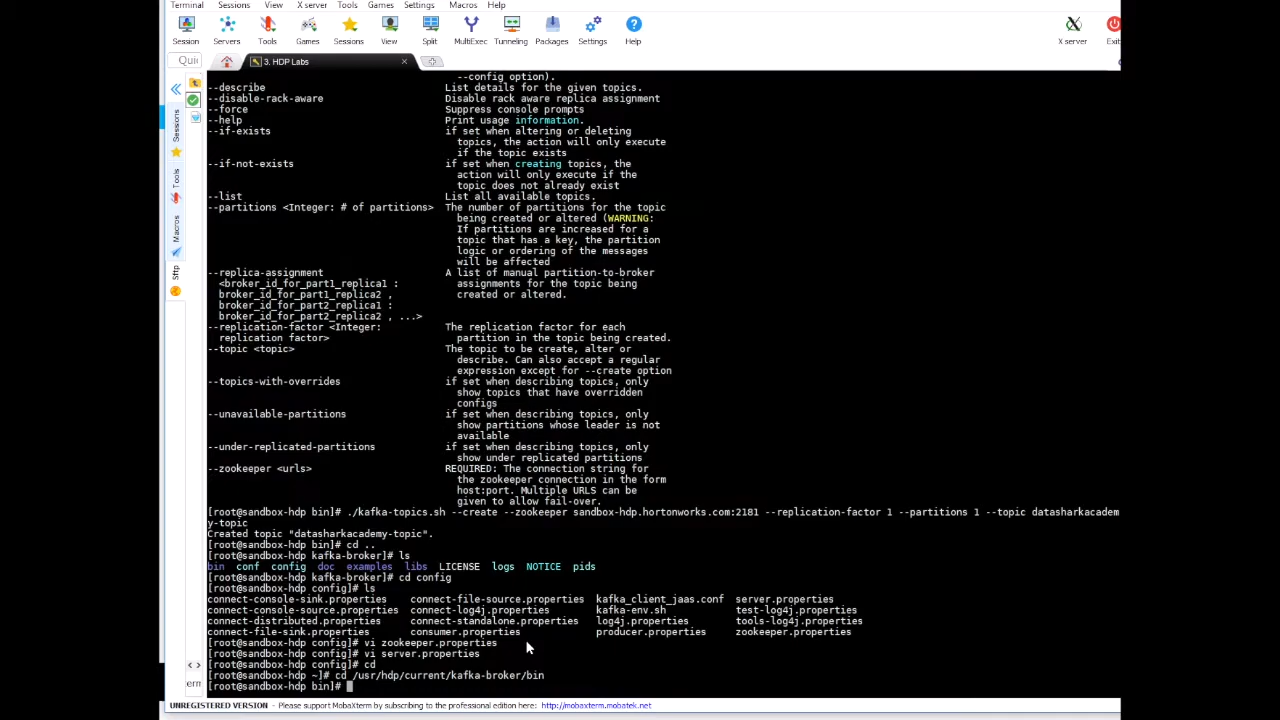 Terminal Sessions View X server Tools Games Settings Macros Help
Session Servers Tools Games Sessions View Split MultiExec Tunneling Packages Settings Help X server Exit
Qui
3. HDP Labs
Sessions
Tools
Macros
Sftp
--config option).
--describe List details for the given topics.
--disable-rack-aware Disable rack aware replica assignment
--force Suppress console prompts
--help Print usage information.
--if-exists if set when altering or deleting
topics, the action will only execute
if the topic exists
--if-not-exists if set when creating topics, the
action will only execute if the
topic does not already exist
--list List all available topics.
--partitions <Integer: # of partitions> The number of partitions for the topic
being created or altered (WARNING:
If partitions are increased for a
topic that has a key, the partition
logic or ordering of the messages
will be affected
--replica-assignment A list of manual partition-to-broker
<broker_id_for_part1_replica1 : assignments for the topic being
broker_id_for_part1_replica2 , created or altered.
broker_id_for_part2_replica1 :
broker_id_for_part2_replica2 , ...>
--replication-factor <Integer: The replication factor for each
replication factor> partition in the topic being created.
--topic <topic> The topic to be create, alter or
describe. Can also accept a regular
expression except for --create option
--topics-with-overrides if set when describing topics, only
show topics that have overridden
configs
--unavailable-partitions if set when describing topics, only
show partitions whose leader is not
available
--under-replicated-partitions if set when describing topics, only
show under replicated partitions
--zookeeper <urls> REQUIRED: The connection string for
the zookeeper connection in the form
host:port. Multiple URLS can be
given to allow fail-over.
[root@sandbox-hdp bin]# ./kafka-topics.sh --create --zookeeper sandbox-hdp.hortonworks.com:2181 --replication-factor 1 --partitions 1 --topic datasharkacadem
y-topic
Created topic "datasharkacademy-topic".
[root@sandbox-hdp bin]# cd ..
[root@sandbox-hdp kafka-broker]# ls
bin conf config doc examples libs LICENSE logs NOTICE pids
[root@sandbox-hdp kafka-broker]# cd config
[root@sandbox-hdp config]# ls
connect-console-sink.properties connect-file-source.properties kafka_client_jaas.conf server.properties
connect-console-source.properties connect-log4j.properties kafka-env.sh test-log4j.properties
connect-distributed.properties connect-standalone.properties log4j.properties tools-log4j.properties
connect-file-sink.properties consumer.properties producer.properties zookeeper.properties
[root@sandbox-hdp config]# vi zookeeper.properties
[root@sandbox-hdp config]# vi server.properties
[root@sandbox-hdp config]# cd
[root@sandbox-hdp ~]# cd /usr/hdp/current/kafka-broker/bin
[root@sandbox-hdp bin]#
UNREGISTERED VERSION - Please support MobaXterm by subscribing to the professional edition here: http://mobaxterm.mobatek.net